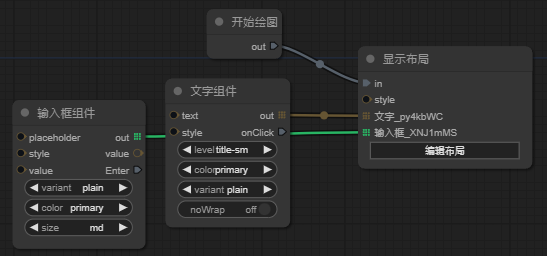 开始绘图
out
显示布局
in
style
文字_py4kbWC
输入框_XNJ1mMS
编辑布局
文字组件
text out
style onClick
level title-sm
color primary
variant plain
noWrap off
输入框组件
placeholder out
style value
value Enter
variant plain
color primary
size md